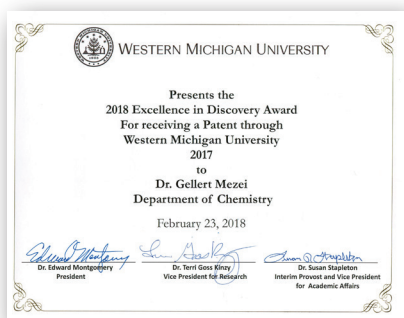 WESTERN MICHIGAN UNIVERSITY
Presents the
2018 Excellence in Discovery Award
For receiving a Patent through
Western Michigan University
2017
to
Dr. Gellert Mezei
Department of Chemistry
February 23, 2018
Dr. Edward Montgomery
President
Dr. Terri Goss Kinzy
Vice President for Research
Dr. Susan Stapleton
Interim Provost and Vice President
for Academic Affairs